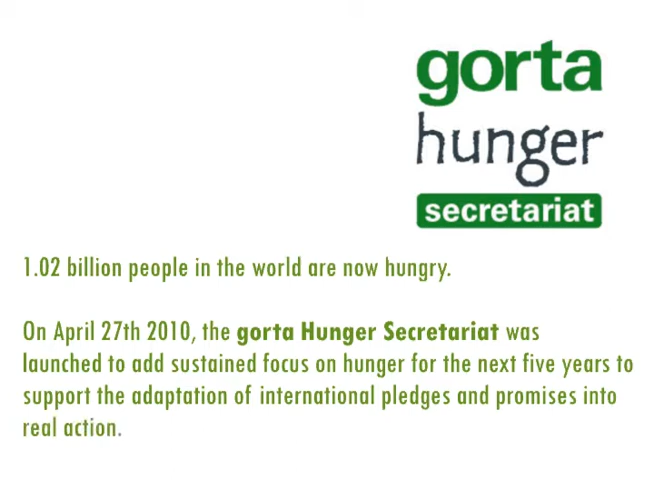 gorta
hunger
secretariat
1.02 billion people in the world are now hungry.
On April 27th 2010, the gorta Hunger Secretariat was
launched to add sustained focus on hunger for the next five years to
support the adaptation of international pledges and promises into
real action.